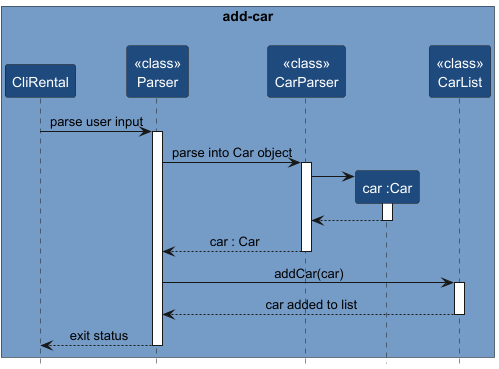 add-car
CliRental
«class»
Parser
«class»
CarParser
«class»
CarList
parse user input
parse into Car object
car :Car
car : Car
addCar(car)
car added to list
exit status